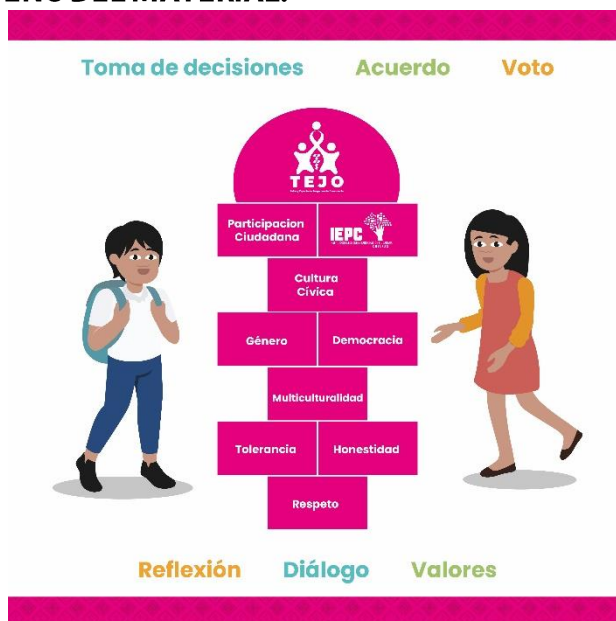 Toma de decisiones Acuerdo Voto
TEJO
Participacion
Ciudadana
IEPC
Cultura
Cívica
Género Democracia
Multiculturalidad
Tolerancia Honestidad
Respeto
Reflexión Diálogo Valores